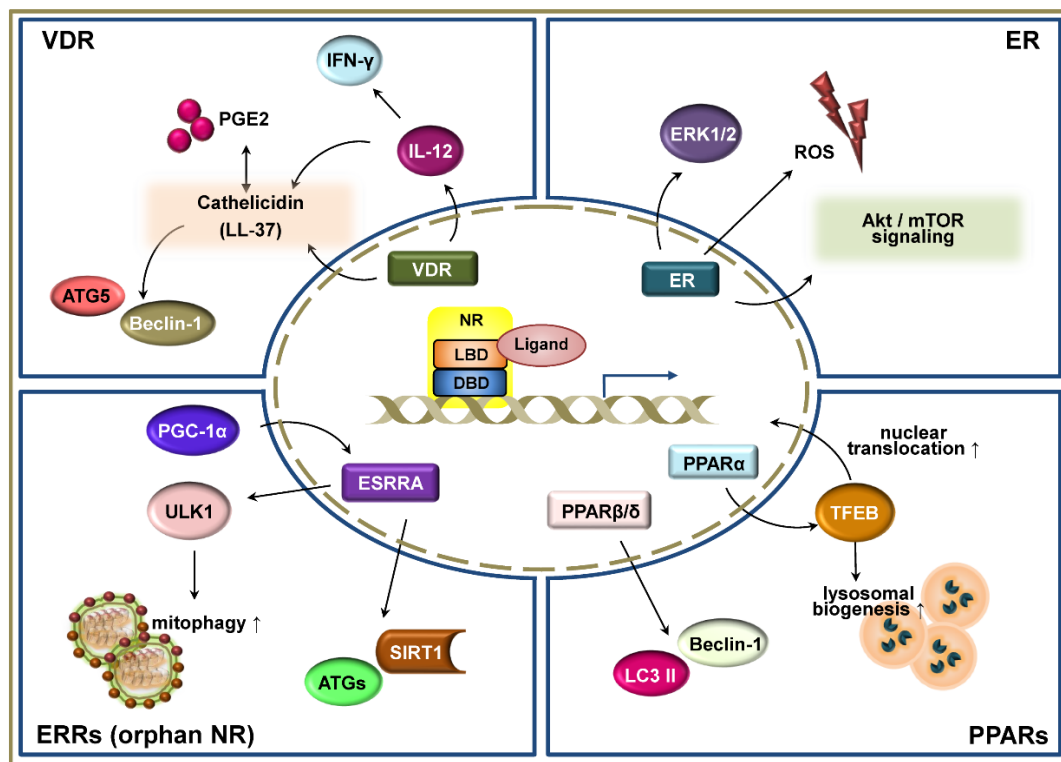 VDR
IFN-γ
PGE2
IL-12
Cathelicidin
(LL-37)
VDR
ATG5
Beclin-1
ER
ERK1/2
ROS
Akt / mTOR
signaling
ER
NR
LBD
DBD
Ligand
PGC-1α
ESRRA
ULK1
mitophagy ↑
SIRT1
ATGs
ERRs (orphan NR)
PPARα
PPARβ/δ
nuclear
translocation ↑
TFEB
lysosomal
biogenesis ↑
Beclin-1
LC3 II
PPARs